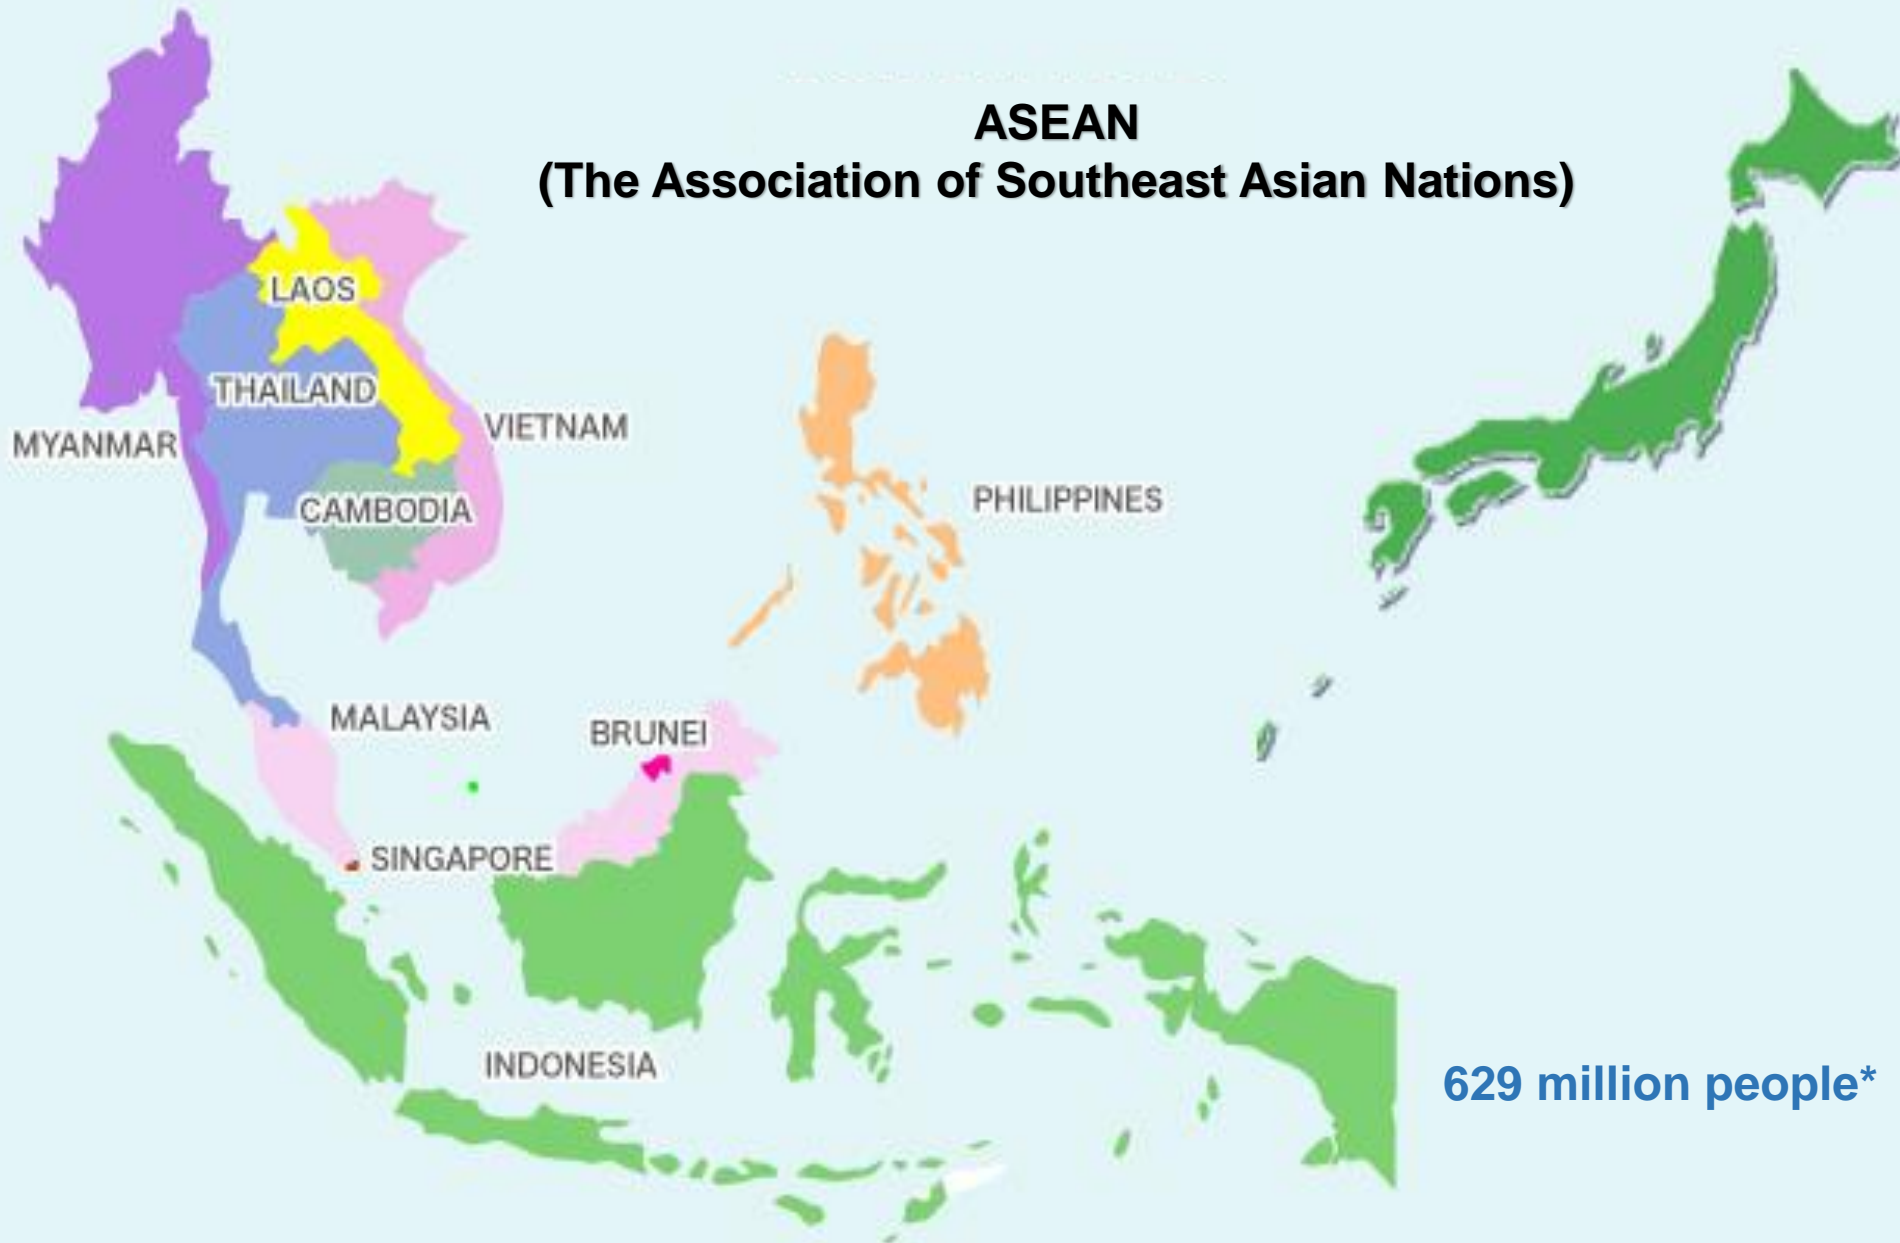 ASEAN
(The Association of Southeast Asian Nations)
LAOS
THAILAND
MYANMAR
VIETNAM
CAMBODIA
PHILIPPINES
MALAYSIA
BRUNEI
SINGAPORE
INDONESIA
629 million people*